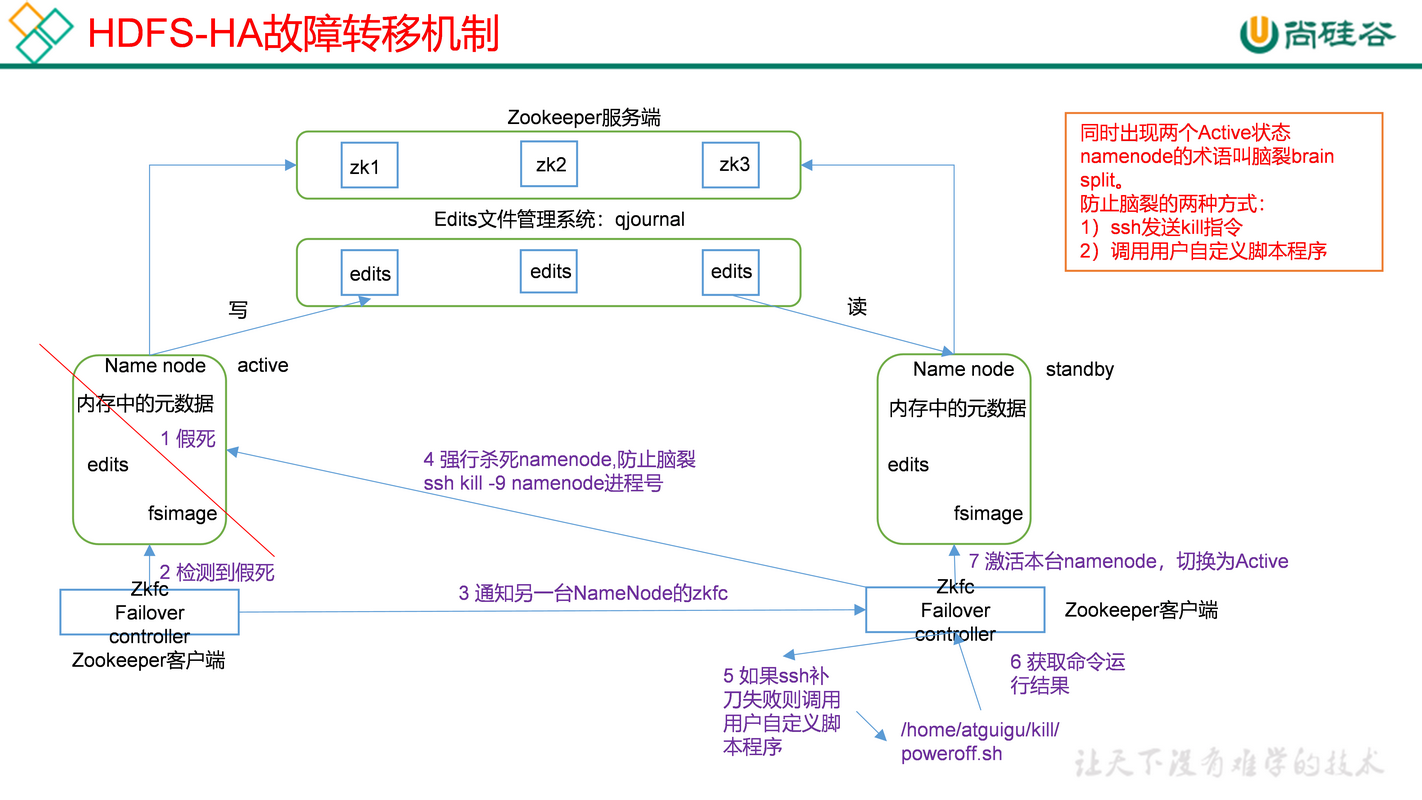 HDFS-HA故障转移机制
尚硅谷
Zookeeper服务端
zk1
zk2
zk3
Edits文件管理系统：qjournal
edits
edits
edits
同时出现两个Active状态
namenode的术语叫脑裂brain
split。
防止脑裂的两种方式：
1）ssh发送kill指令
2）调用用户自定义脚本程序
写
读
Name node
active
内存中的元数据
1 假死
edits
fsimage
Name node
standby
内存中的元数据
edits
fsimage
4 强行杀死namenode,防止脑裂
ssh kill -9 namenode进程号
2 检测到假死
Zkfc
Failover
controller
Zookeeper客户端
3 通知另一台NameNode的zkfc
7 激活本台namenode，切换为Active
Zkfc
Failover
controller
Zookeeper客户端
5 如果ssh补
刀失败则调用
用户自定义脚
本程序
6 获取命令运
行结果
/home/atguigu/kill/
poweroff.sh
让天下没有难学的技术